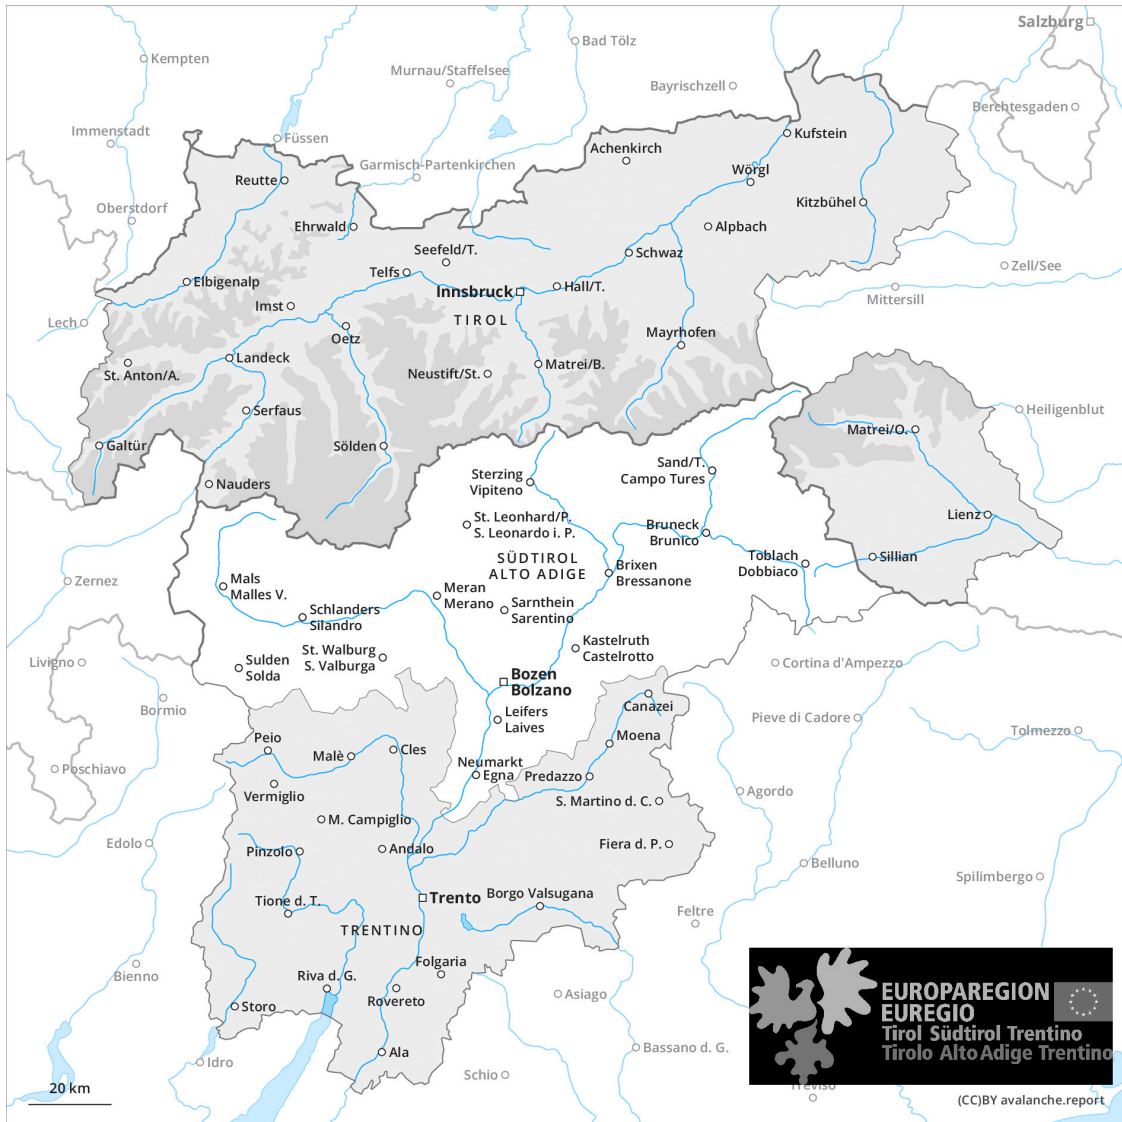 Salzburg
Bad Tölz
Kempten
Murnau/Staffelsee
Bayrischzell
Berchtesgaden
Immenstadt
Füssen
Kufstein
Achenkirch
Garmisch-Partenkirchen
Wörgl
Reutte
Kitzbühel
Oberstdorf
Ehrwald
Alpbach
Seefeld/T.
Schwaz
Telfs
Zell/See
Elbigenalp
Hall/T.
Innsbruck
Mittersill
Imst
TIROL
Lech
Oetz
Mayrhofen
Landeck
Matrei/B.
St. Anton/A.
Neustift/St.
Serfaus
Heiligenblut
Matrei/O.
Galtür
Sölden
Sand/T.
Campo Tures
Sterzing
Vipiteno
Nauders
St. Leonhard/P.
S. Leonardo i. P.
Lienz
Bruneck
Brunico
SÜDTIROL
ALTO ADIGE
Toblach
Dobbiaco
Sillian
Brixen
Bressanone
Zernez
Mals
Malles V.
Meran
Merano
Sarnthein
Sarentino
Schlanders
Silandro
Kastelruth
Castelrotto
St. Walburg
S. Valburga
Livigno
Sulden
Solda
Cortina d'Ampezzo
Bozen
Bolzano
Bormio
Canazei
Leifers
Laives
Pieve di Cadore
Tolmezzo
Peio
Moena
Malè
Cles
Neumarkt
Egna
Poschiavo
Predazzo
Vermiglio
Agordo
S. Martino d. C.
M. Campiglio
Edolo
Pinzolo
Andalo
Fiera d. P.
Belluno
Spilimbergo
Tione d. T.
Trento
Borgo Valsugana
Feltre
TRENTINO
Bienno
Folgaria
Riva d. G.
Asiago
Rovereto
Storo
EUROPAREGION
EUREGIO
Tirol Südtirol Trentino
Tirolo Alto Adige Trentino
Bassano d. G.
Ala
Idro
Schio
Treviso
20 km
(CC)BY avalanche.report